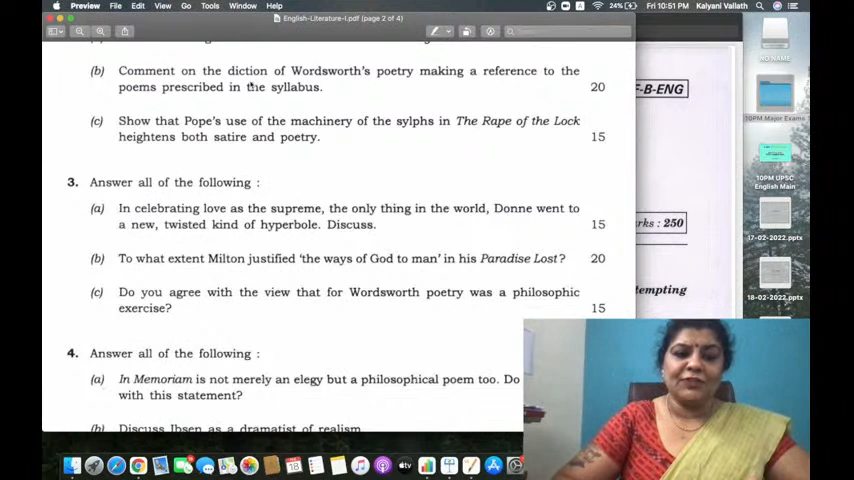 Preview File Edit View Go Tools Window Help
24% Fri 10:51 PM Kalyani Vallath
English-Literature-I.pdf (page 2 of 4)
Search
(b) Comment on the diction of Wordsworth's poetry making a reference to the
poems prescribed in the syllabus. 20
(c) Show that Pope's use of the machinery of the sylphs in The Rape of the Lock
heightens both satire and poetry. 15
3. Answer all of the following :
(a) In celebrating love as the supreme, the only thing in the world, Donne went to
a new, twisted kind of hyperbole. Discuss. 15
(b) To what extent Milton justified 'the ways of God to man' in his Paradise Lost? 20
(c) Do you agree with the view that for Wordsworth poetry was a philosophic
exercise? 15
4. Answer all of the following :
(a) In Memoriam is not merely an elegy but a philosophical poem too. Do
with this statement?
(b) Discuss Ibsen as a dramatist of realism
F-B-ENG
rks : 250
tempting
NO NAME
10PM Major Exams
10PM UPSC
English Main
17-02-2022.pptx
18-02-2022.pptx